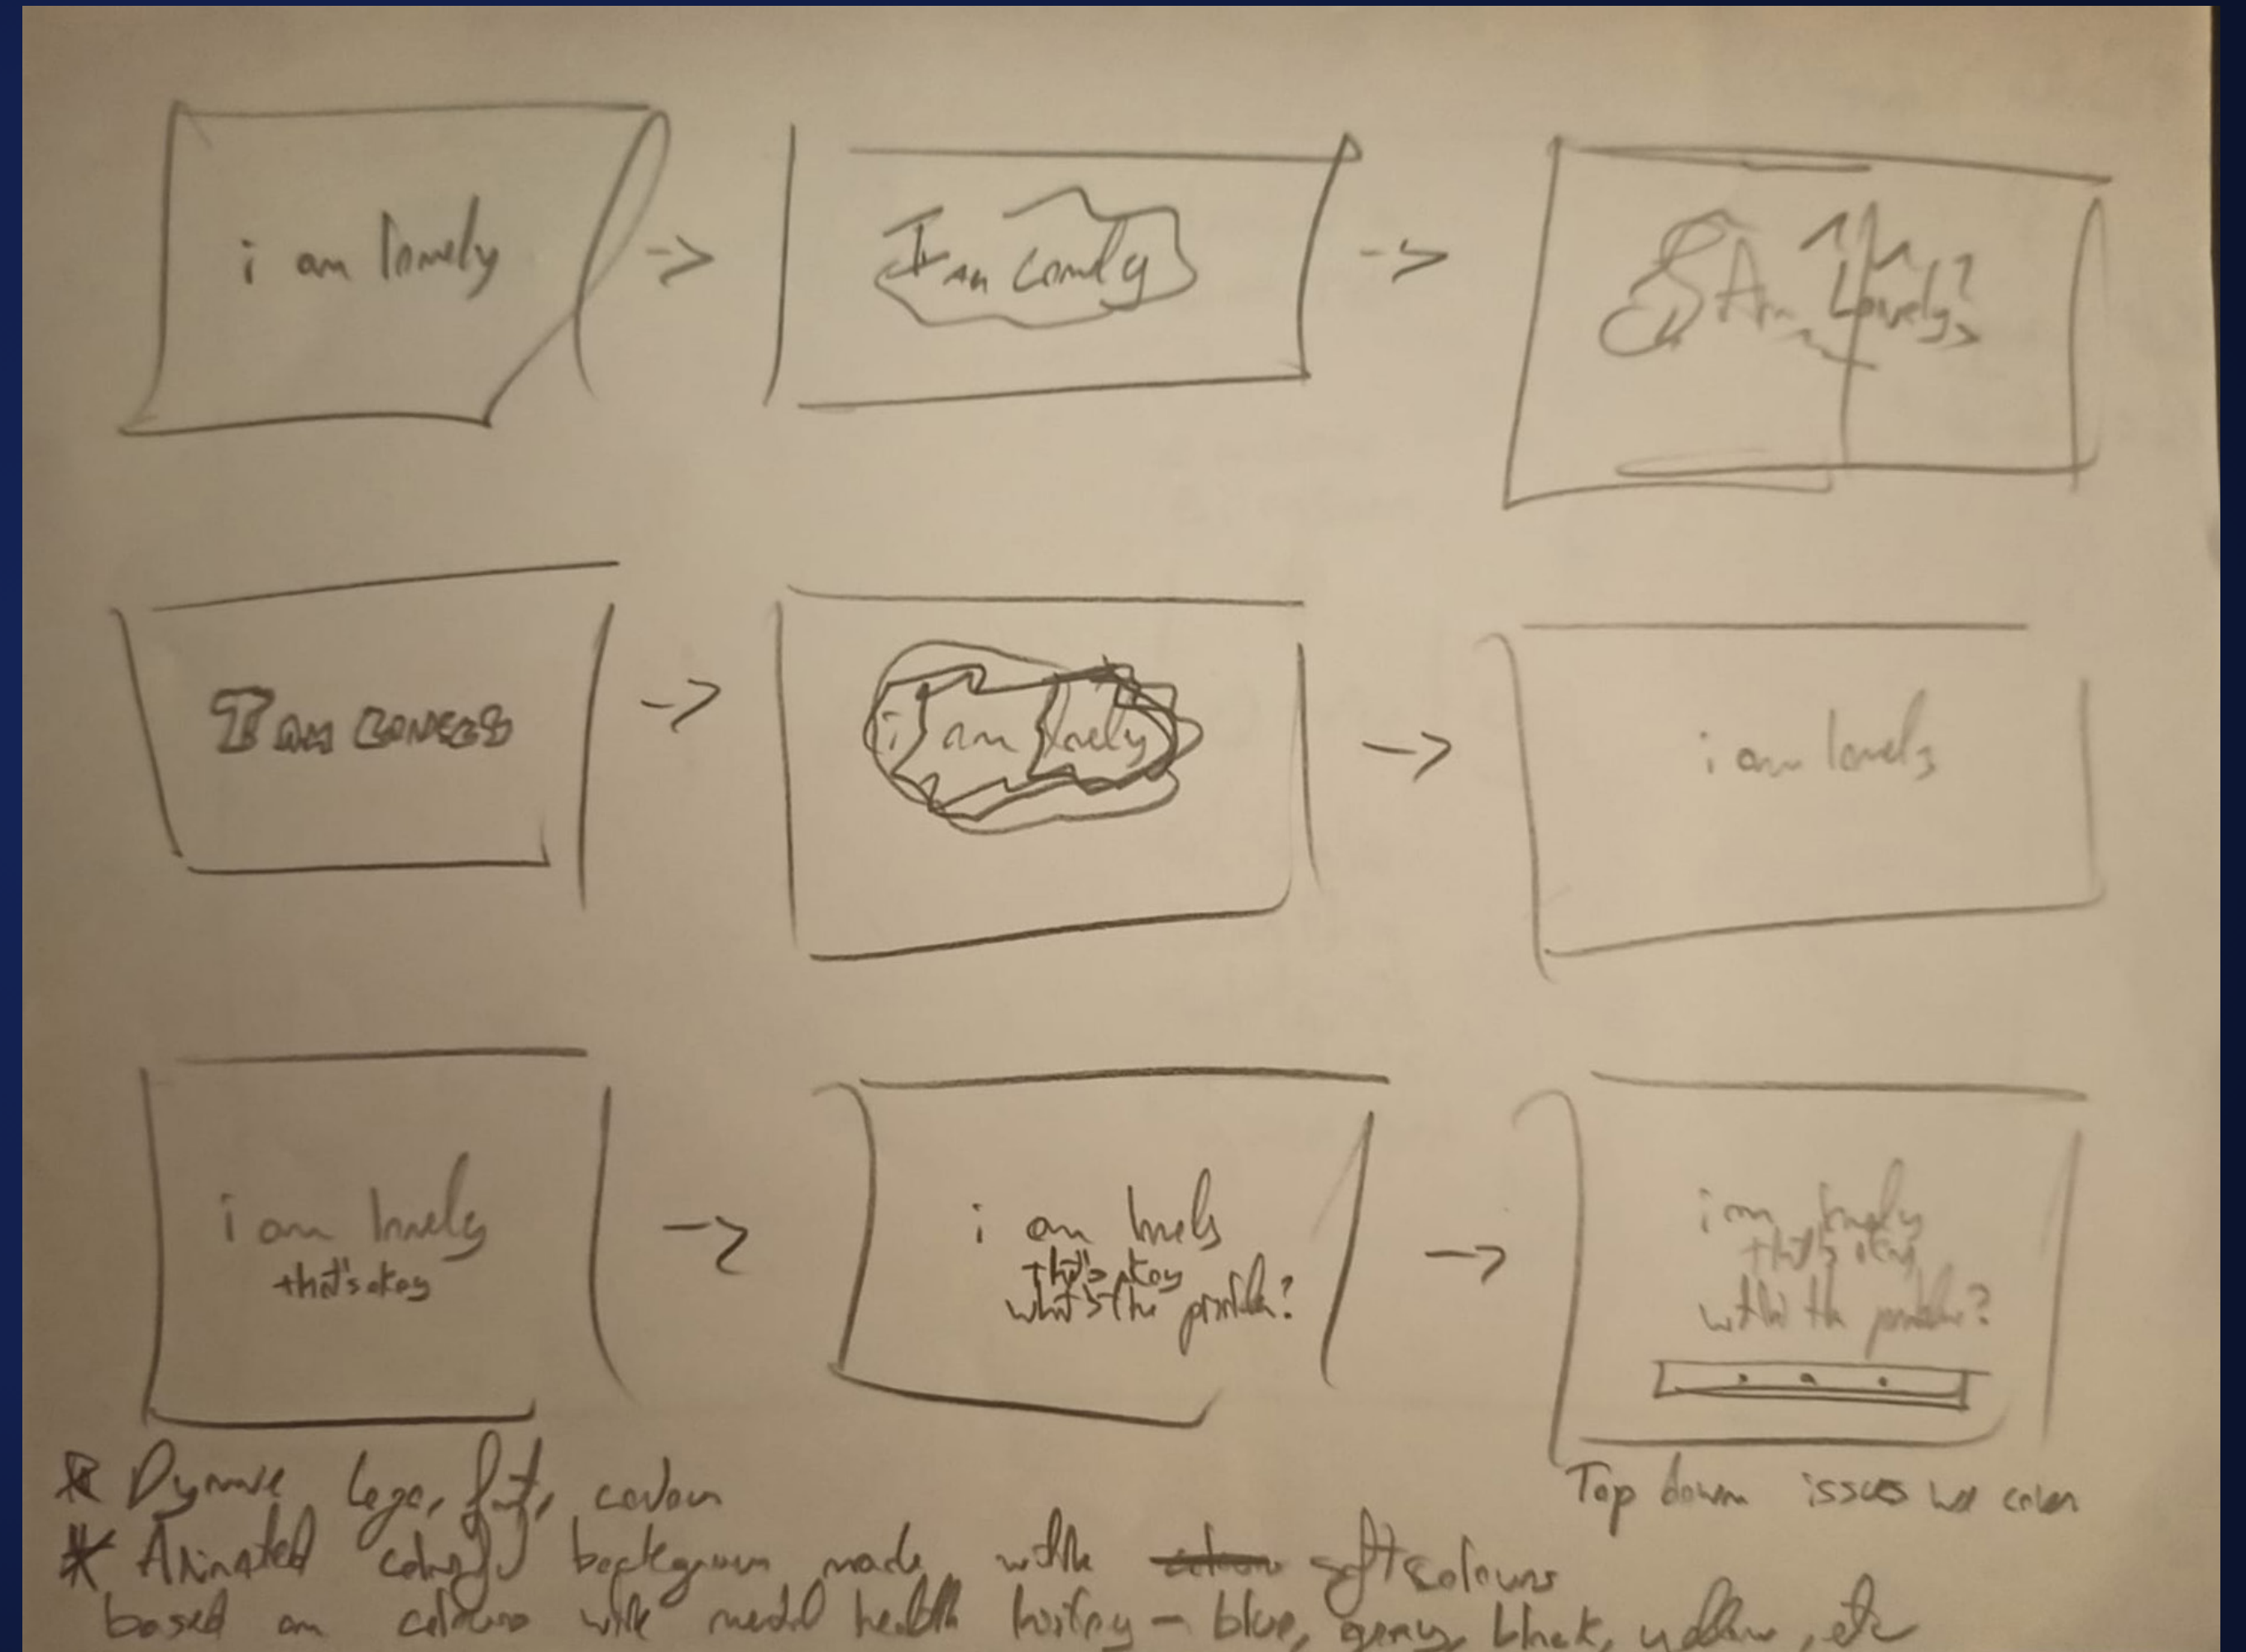 i am lonely
->
I am Lonely
->
I Am Lonely?
I AM LONELY
->
i am lonely
->
i am lonely
i am lonely
that's okay
->
i am lonely
that's okay
what's the problem?
->
i am lonely
that's okay
what the problem?
Top down issues we cover
* Dynamic Logo, font, colour
* Animated background made with soft colours
based on colours with mental health history - blue, grey, black, yellow, etc